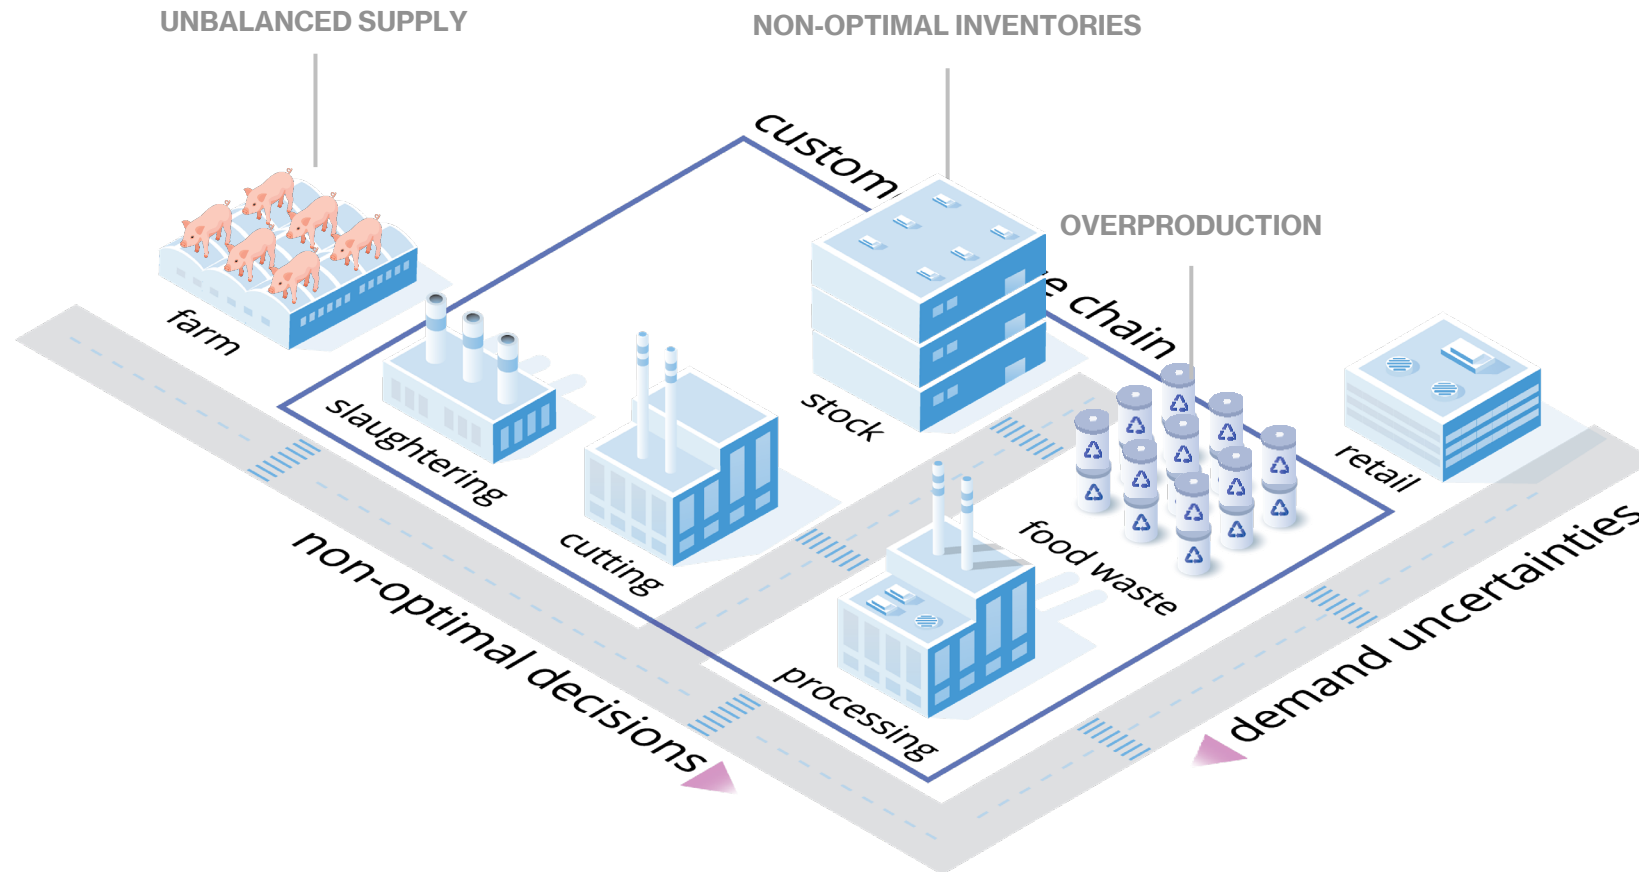 UNBALANCED SUPPLY
NON-OPTIMAL INVENTORIES
OVERPRODUCTION
custom
e chain
farm
slaughtering
cutting
stock
food waste
processing
retail
non-optimal decisions
demand uncertainties